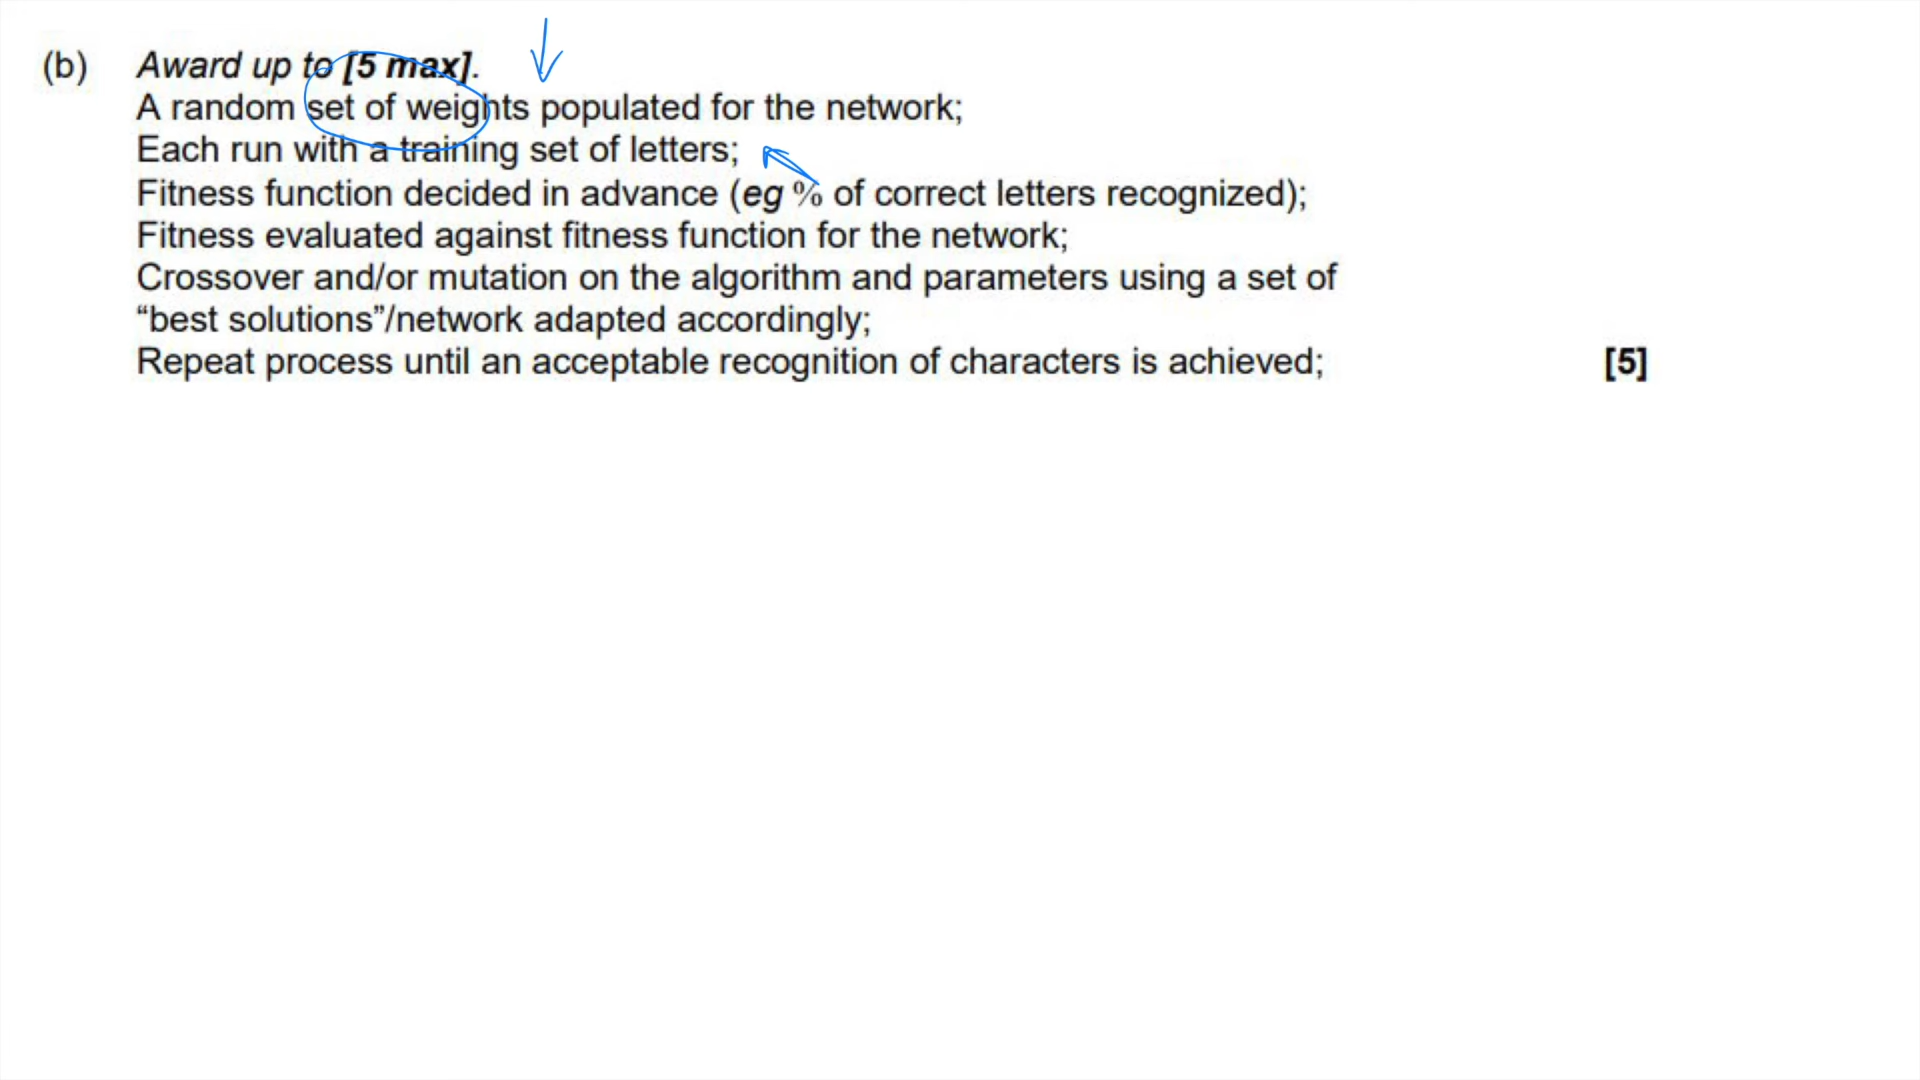 (b) Award up to [5 max].
A random set of weights populated for the network;
Each run with a training set of letters;
Fitness function decided in advance (eg % of correct letters recognized);
Fitness evaluated against fitness function for the network;
Crossover and/or mutation on the algorithm and parameters using a set of
“best solutions”/network adapted accordingly;
Repeat process until an acceptable recognition of characters is achieved; [5]